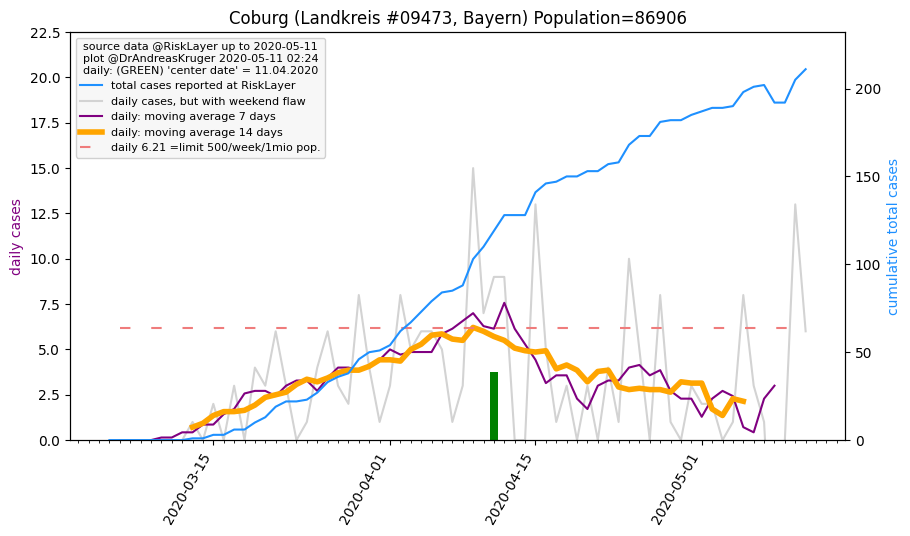 Coburg (Landkreis #09473, Bayern) Population=86906
source data @RiskLayer up to 2020-05-11
plot @DrAndreasKruger 2020-05-11 02:24
daily: (GREEN) 'center date' = 11.04.2020
total cases reported at RiskLayer
daily cases, but with weekend flaw
daily: moving average 7 days
daily: moving average 14 days
daily 6.21 =limit 500/week/1mio pop.
daily cases
22.5
20.0
17.5
15.0
12.5
10.0
7.5
5.0
2.5
0.0
200
150
100
50
0
cumulative total cases
2020-03-15
2020-04-01
2020-04-15
2020-05-01